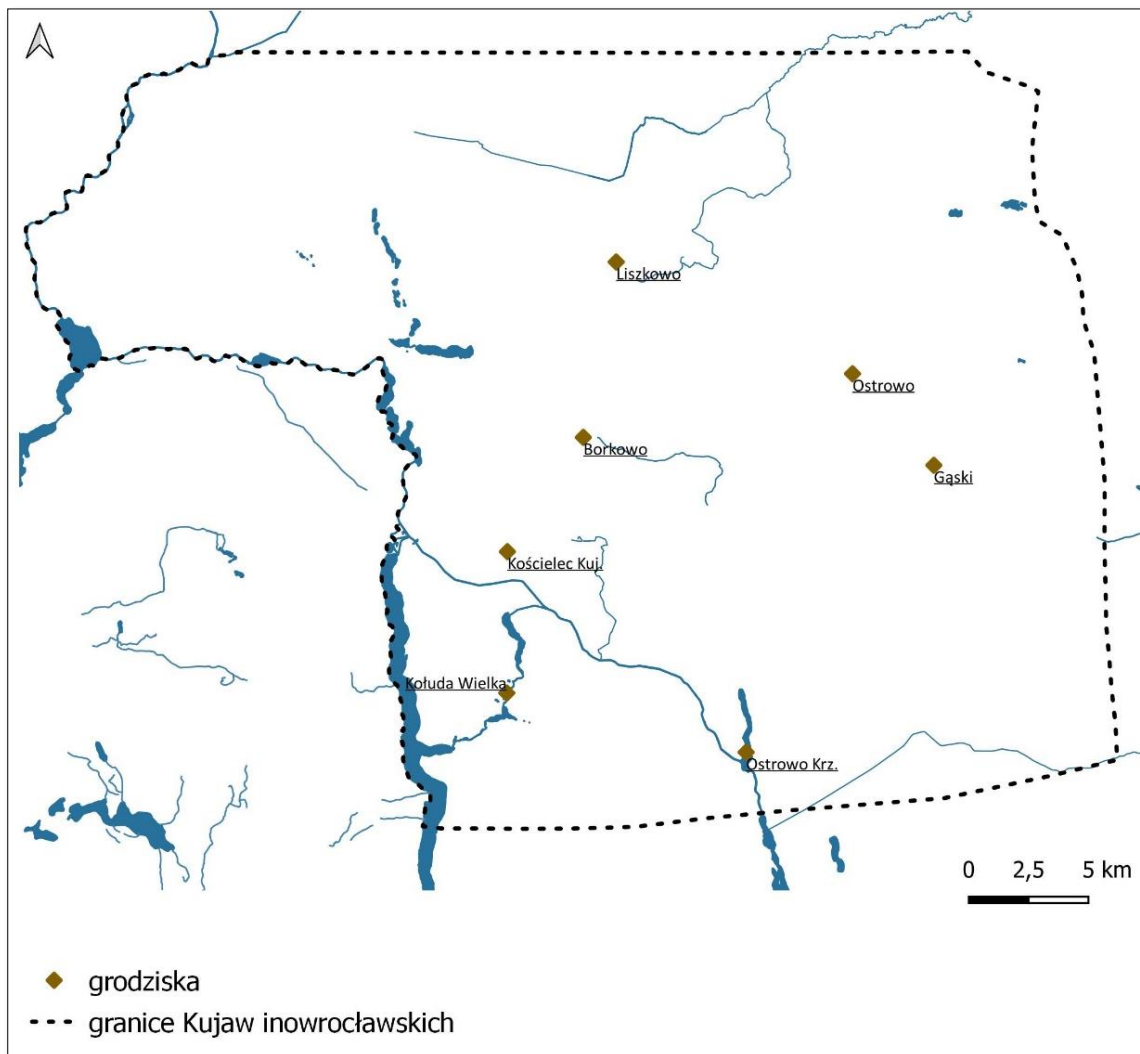 Liszkowo
Ostrowo
Borkowo
Gąski
Kościelec Kuj.
Kołuda Wielka
Ostrowo Krz.
0 2,5 5 km
grodziska
granice Kujaw inowrocławskich